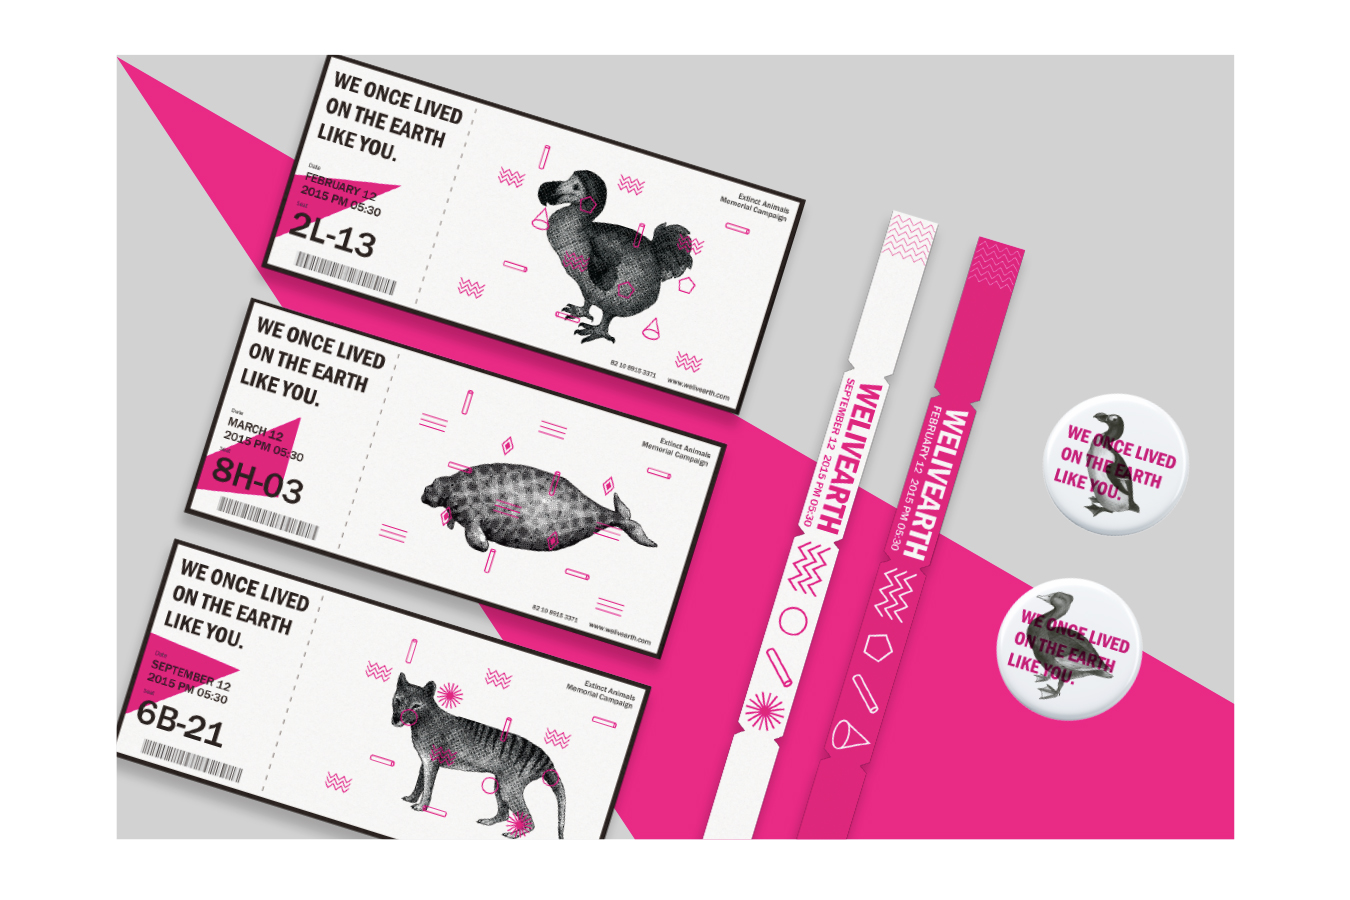 WE ONCE LIVED
ON THE EARTH
LIKE YOU.
Date
FEBRUARY 12
2015 PM 05:30
Seat
2L-13
Extinct Animals
Memorial Campaign
82 10 8915 3371
www.welivearth.com
WE ONCE LIVED
ON THE EARTH
LIKE YOU.
Date
MARCH 12
2015 PM 05:30
8H-03
Extinct Animals
Memorial Campaign
82 10 8915 3371
www.welivearth.com
WE ONCE LIVED
ON THE EARTH
LIKE YOU.
Date
SEPTEMBER 12
2015 PM 05:30
Seat
6B-21
Extinct Animals
Memorial Campaign
WELIVEARTH
SEPTEMBER 12 2015 PM 05:30
WELIVEARTH
FEBRUARY 12 2015 PM 05:30
WE ONCE LIVED
ON THE EARTH
LIKE YOU.
WE ONCE LIVED
ON THE EARTH
LIKE YOU.